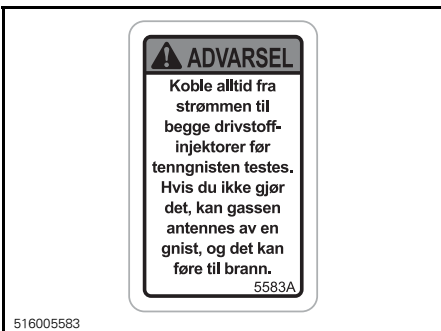 ADVARSEL
Koble alltid fra
strømmen til
begge drivstoff-
injektorer før
tenngnisten testes.
Hvis du ikke gjør
det, kan gassen
antennes av en
gnist, og det kan
føre til brann.
5583A
516005583